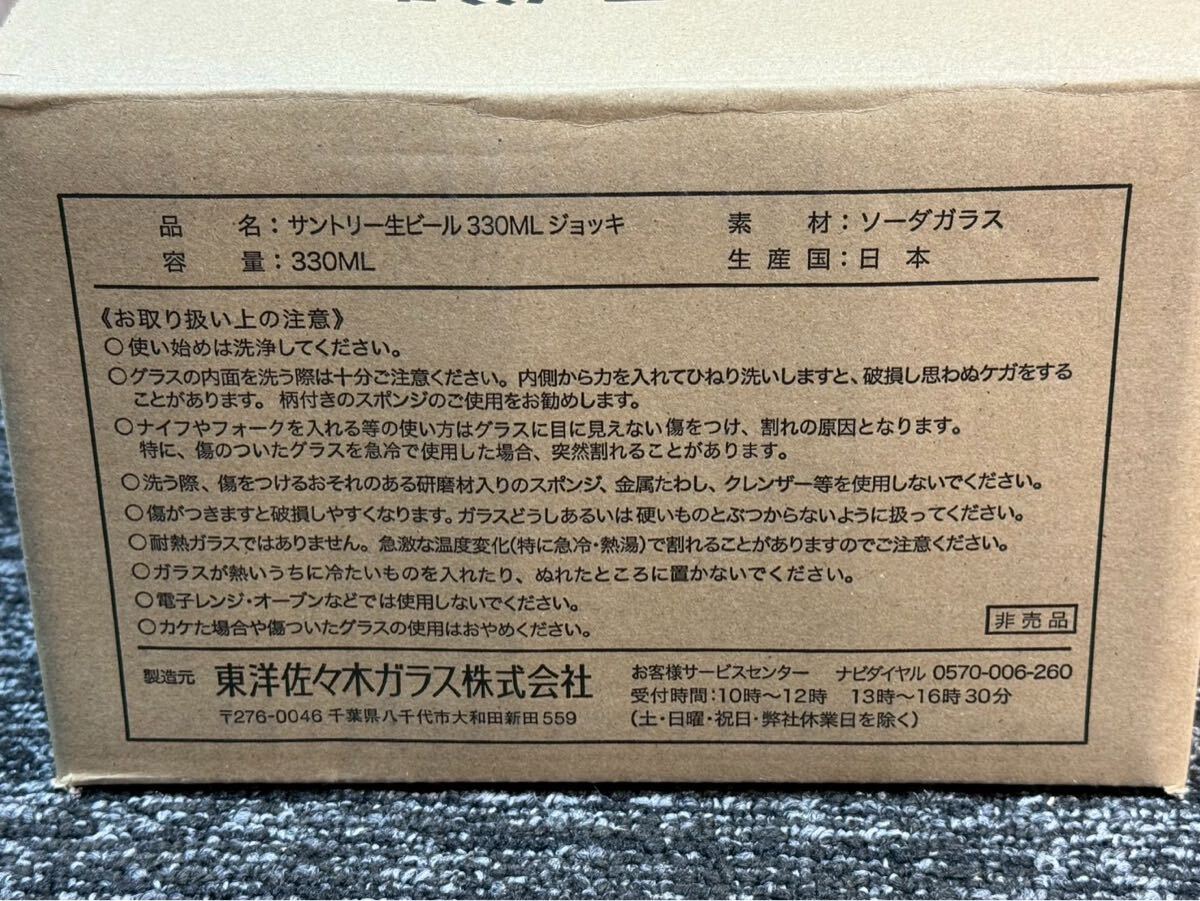 品 名：サントリー生ビール 330ML ジョッキ 素 材：ソーダガラス
容 量：330ML 生 産 国：日 本
《お取り扱い上の注意》
○使い始めは洗浄してください。
○グラスの内面を洗う際は十分ご注意ください。内側から力を入れてひねり洗いしますと、破損し思わぬケガをする
ことがあります。柄付きのスポンジのご使用をお勧めします。
○ナイフやフォークを入れる等の使い方はグラスに目に見えない傷をつけ、割れの原因となります。
特に、傷のついたグラスを急冷で使用した場合、突然割れることがあります。
○洗う際、傷をつけるおそれのある研磨材入りのスポンジ、金属たわし、クレンザー等を使用しないでください。
○傷がつきますと破損しやすくなります。ガラスどうしあるいは硬いものとぶつからないように扱ってください。
○耐熱ガラスではありません。急激な温度変化(特に急冷・熱湯)で割れることがありますのでご注意ください。
○ガラスが熱いうちに冷たいものを入れたり、ぬれたところに置かないでください。
○電子レンジ・オーブンなどでは使用しないでください。
○カケた場合や傷ついたグラスの使用はおやめください。
非売品
製造元 東洋佐々木ガラス株式会社
〒276-0046 千葉県八千代市大和田新田559
お客様サービスセンター ナビダイヤル 0570-006-260
受付時間：10時～12時 13時～16時30分
(土・日曜・祝日・弊社休業日を除く)